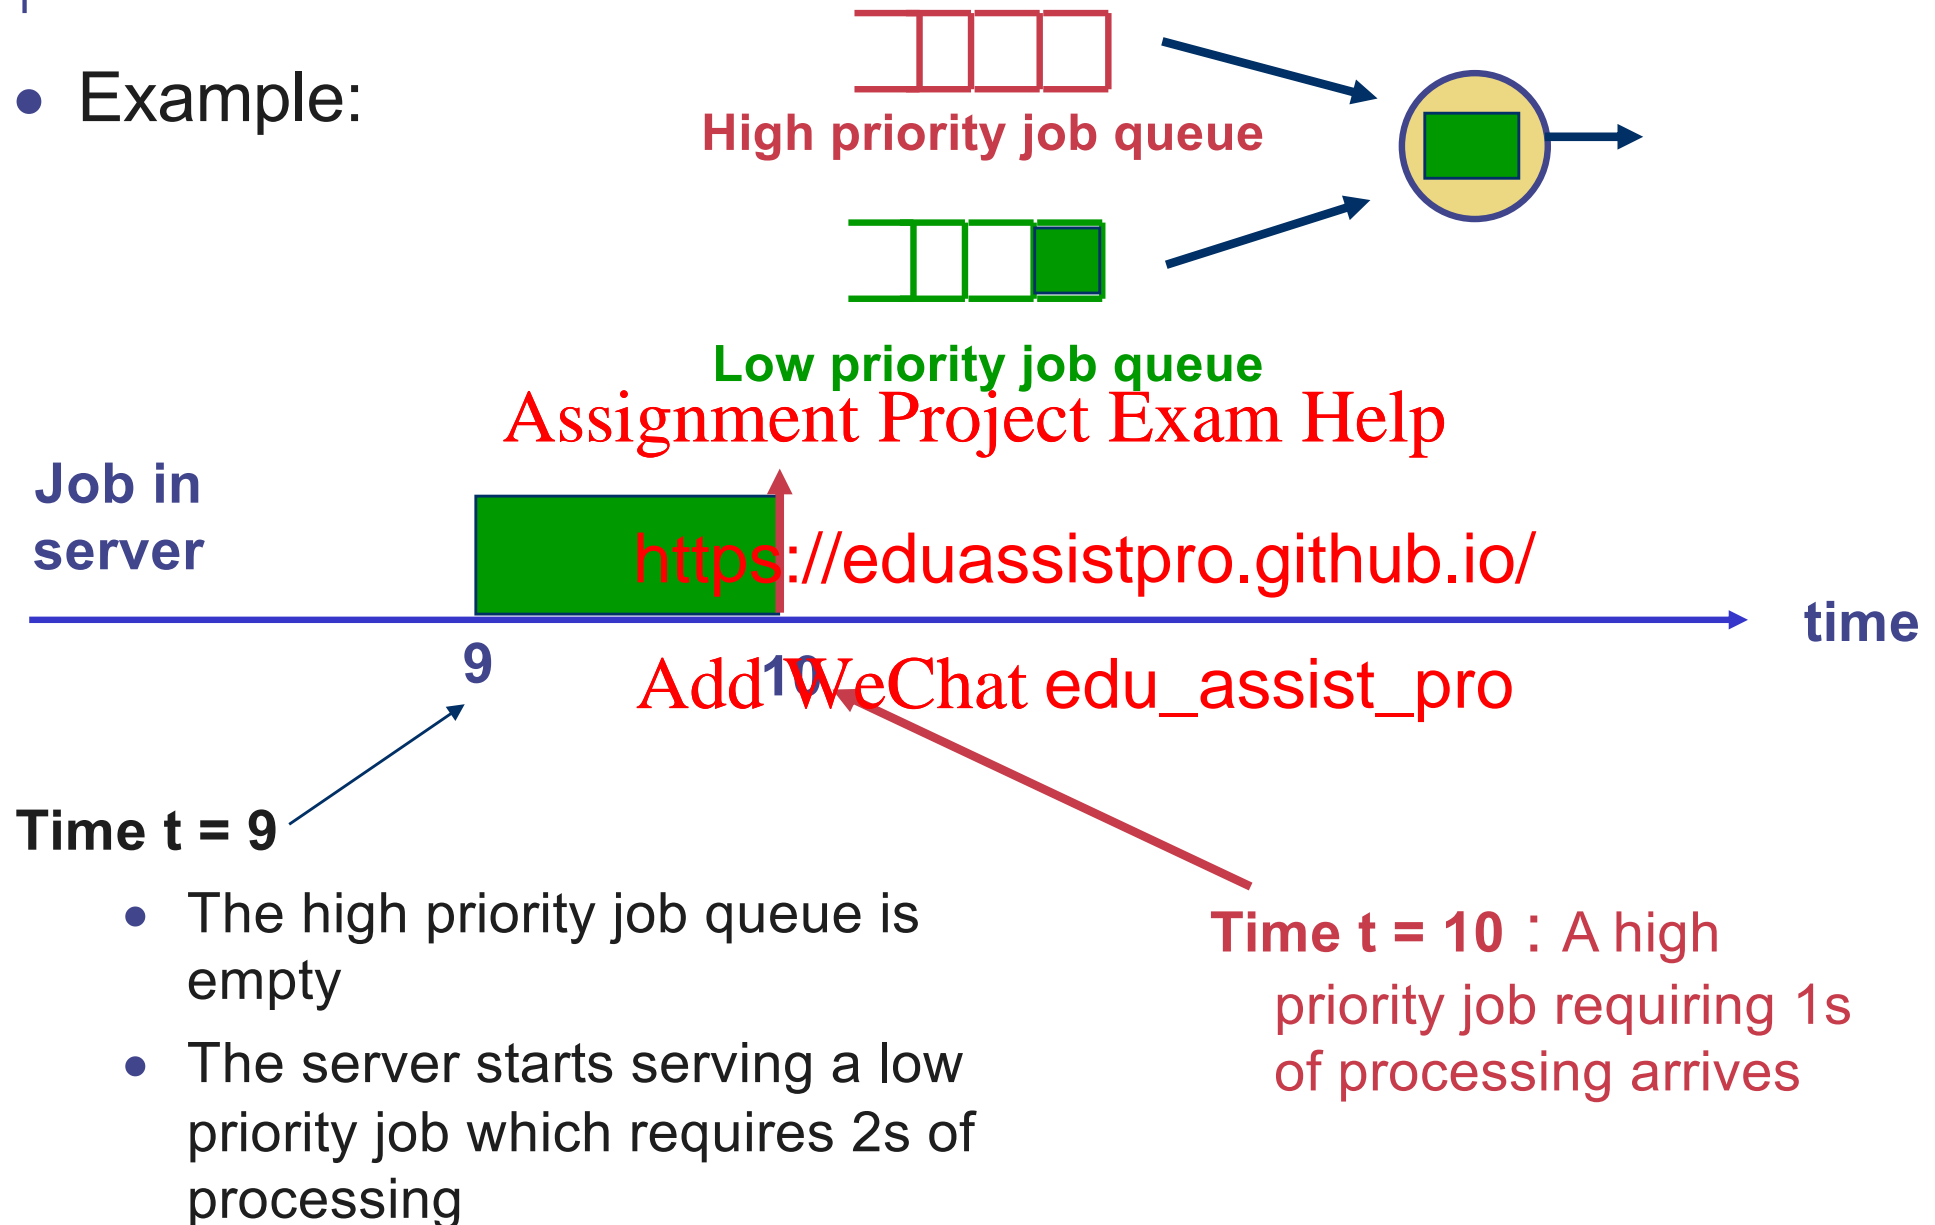 ● Example:
High priority job queue
Low priority job queue
Assignment Project Exam Help
Job in
server
https://eduassistpro.github.io/
time
9
10
Add WeChat edu_assist_pro
Time t = 9
● The high priority job queue is
empty
● The server starts serving a low
priority job which requires 2s of
processing
Time t = 10 : A high
priority job requiring 1s
of processing arrives